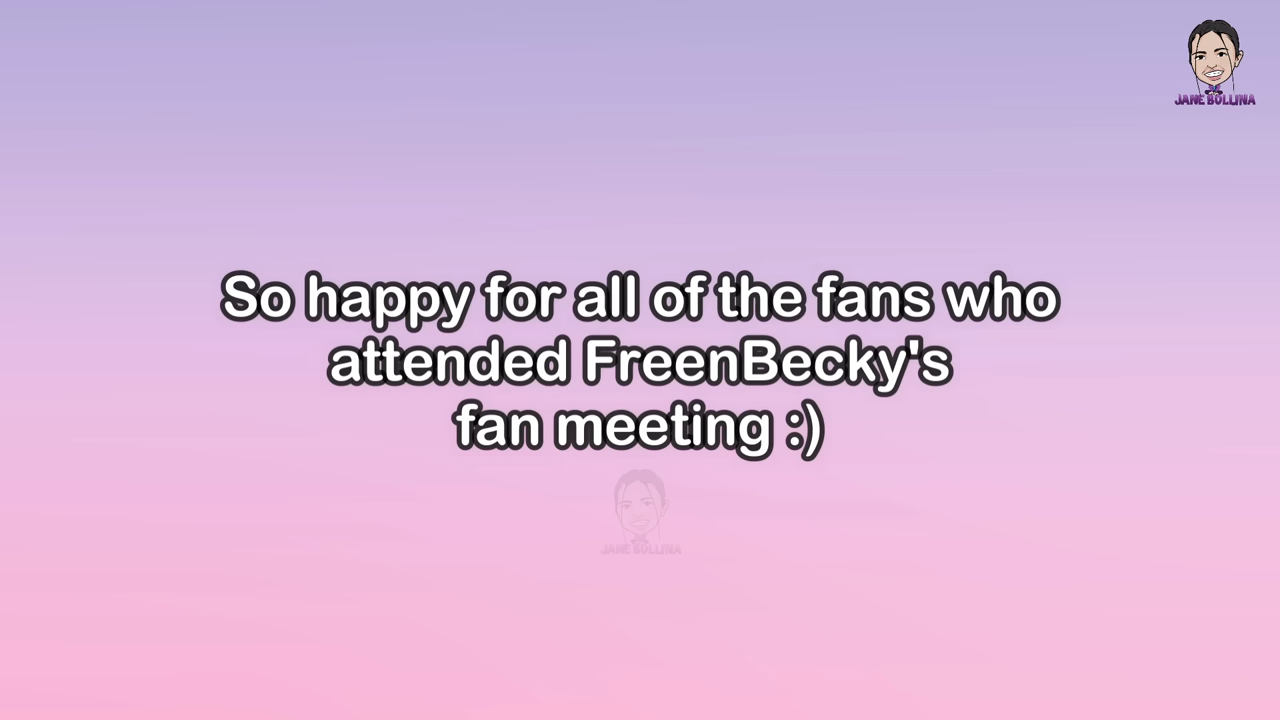 JANE BOLLINA
So happy for all of the fans who
attended FreenBecky's
fan meeting :)
JANE BOLLINA